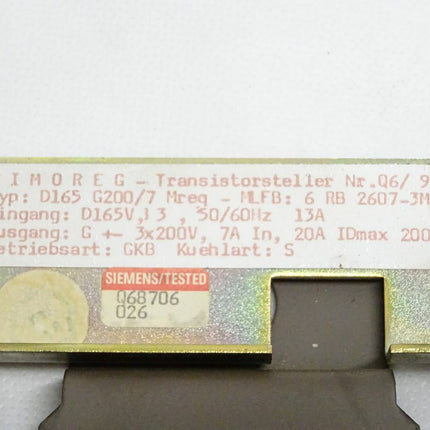 IMOREG - Transistorsteller Nr.Q6/ 9
yp: D165 G200/7 Mreq - MLFB: 6 RB 2607-3M
ingang: D165V, 3 , 50/60Hz 13A
usgang: G +- 3x200V, 7A In, 20A IDmax 200
etriebsart: GKB Kuehlart: S
SIEMENS/TESTED
Q68706
026